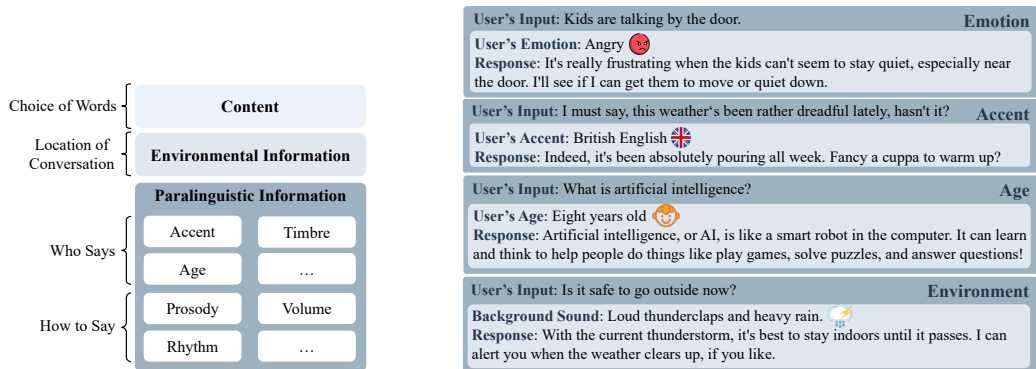 Choice of Words
Content
Location of
Conversation
Environmental Information
Paralinguistic Information
Who Says
Accent
Timbre
Age
...
How to Say
Prosody
Volume
Rhythm
...
User's Input: Kids are talking by the door.
Emotion
User's Emotion: Angry
Response: It's really frustrating when the kids can't seem to stay quiet, especially near
the door. I'll see if I can get them to move or quiet down.
User's Input: I must say, this weather‘s been rather dreadful lately, hasn't it?
Accent
User's Accent: British English
Response: Indeed, it's been absolutely pouring all week. Fancy a cuppa to warm up?
User's Input: What is artificial intelligence?
Age
User's Age: Eight years old
Response: Artificial intelligence, or AI, is like a smart robot in the computer. It can learn
and think to help people do things like play games, solve puzzles, and answer questions!
User's Input: Is it safe to go outside now?
Environment
Background Sound: Loud thunderclaps and heavy rain.
Response: With the current thunderstorm, it's best to stay indoors until it passes. I can
alert you when the weather clears up, if you like.